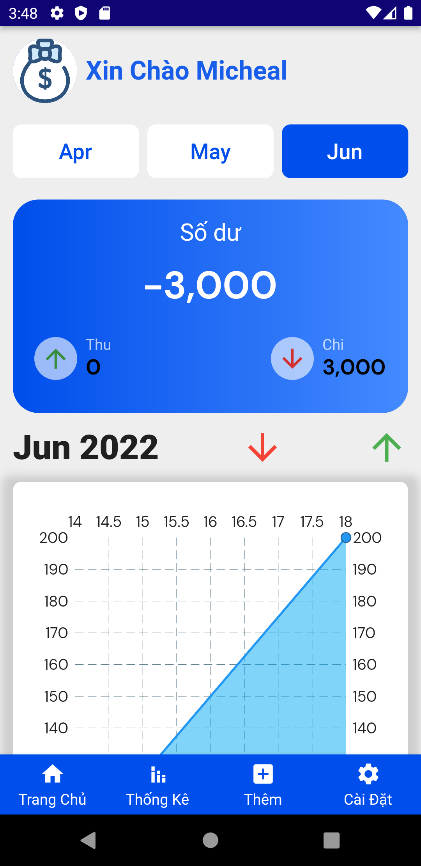 3:48
$
Xin Chào Micheal
Apr May Jun
Số dư
-3,000
Thu Chi
0 3,000
Jun 2022
14 14.5 15 15.5 16 16.5 17 17.5 18
200 200
190 190
180 180
170 170
160 160
150 150
140 140
Trang Chủ Thống Kê Thêm Cài Đặt